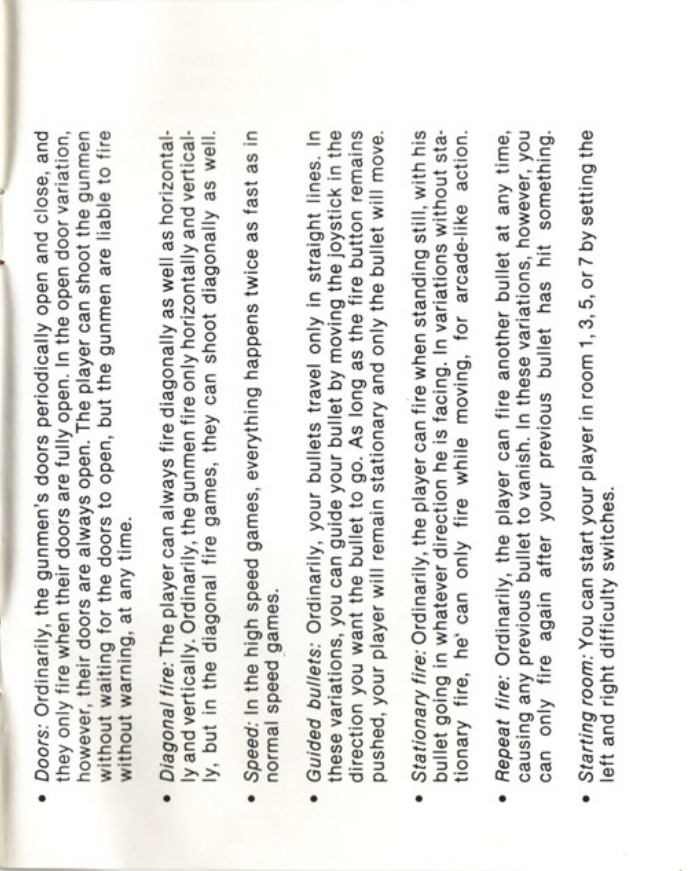 • Doors: Ordinarily, the gunmen's doors periodically open and close, and
they only fire when their doors are fully open. In the open door variation,
however, their doors are always open. The player can shoot the gunmen
without waiting for the doors to open, but the gunmen are liable to fire
without warning, at any time.
• Diagonal fire: The player can always fire diagonally as well as horizontal-
ly and vertically. Ordinarily, the gunmen fire only horizontally and vertical-
ly, but in the diagonal fire games, they can shoot diagonally as well.
• Speed: In the high speed games, everything happens twice as fast as in
normal speed games.
• Guided bullets: Ordinarily, your bullets travel only in straight lines. In
these variations, you can guide your bullet by moving the joystick in the
direction you want the bullet to go. As long as the fire button remains
pushed, your player will remain stationary and only the bullet will move.
• Stationary fire: Ordinarily, the player can fire when standing still, with his
bullet going in whatever direction he is facing. In variations without sta-
tionary fire, he' can only fire while moving, for arcade-like action.
• Repeat fire: Ordinarily, the player can fire another bullet at any time,
causing any previous bullet to vanish. In these variations, however, you
can only fire again after your previous bullet has hit something.
• Starting room: You can start your player in room 1, 3, 5, or 7 by setting the
left and right difficulty switches.